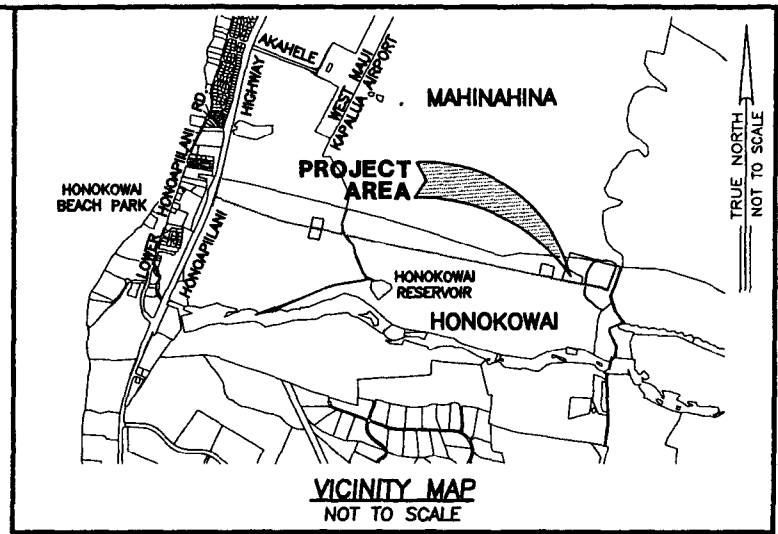 AKAHELE
WEST MAUI
KAPALUA AIRPORT
MAHINAHINA
HIGHWAY
LOWER HONOAPIILANI RD.
HONOAPIILANI
HONOKOWAI
BEACH PARK
PROJECT
AREA
HONOKOWAI
RESERVOIR
HONOKOWAI
TRUE NORTH
NOT TO SCALE
VICINITY MAP
NOT TO SCALE